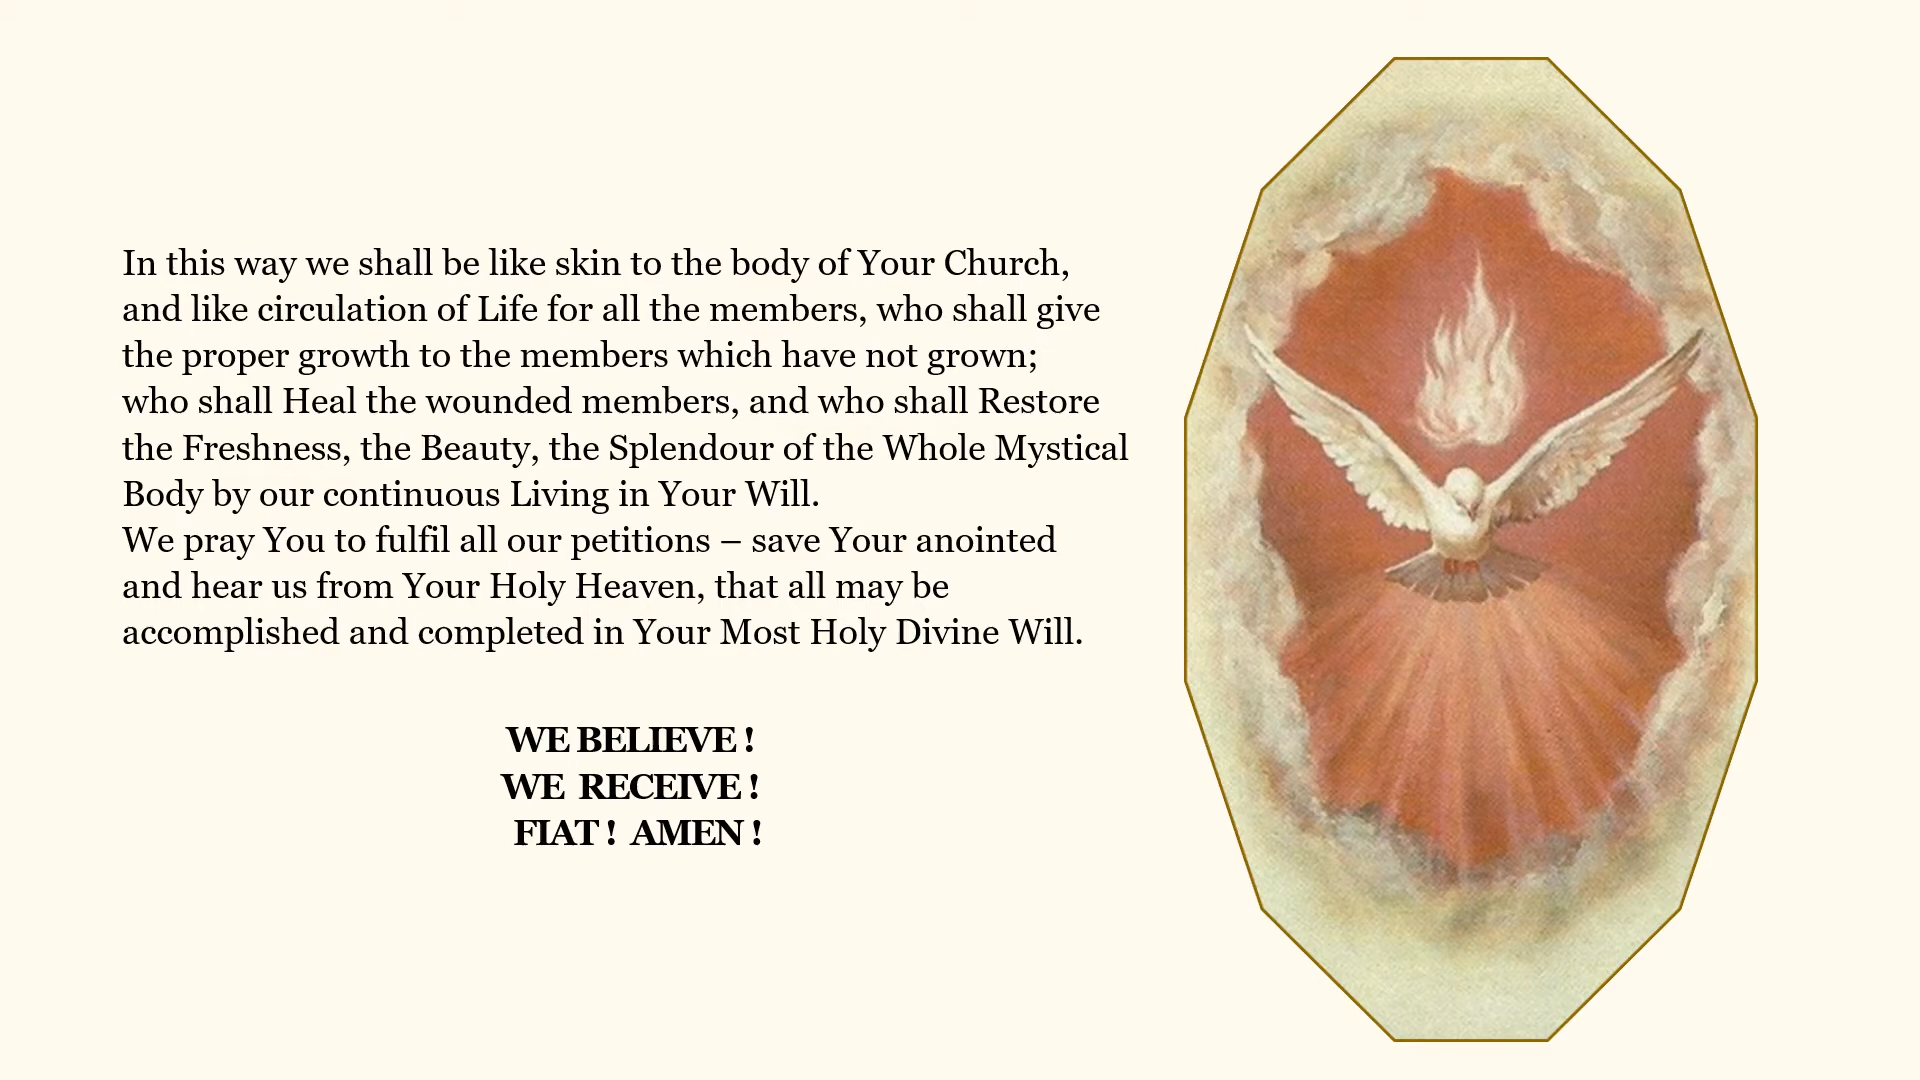 In this way we shall be like skin to the body of Your Church,
and like circulation of Life for all the members, who shall give
the proper growth to the members which have not grown;
who shall Heal the wounded members, and who shall Restore
the Freshness, the Beauty, the Splendour of the Whole Mystical
Body by our continuous Living in Your Will.
We pray You to fulfil all our petitions – save Your anointed
and hear us from Your Holy Heaven, that all may be
accomplished and completed in Your Most Holy Divine Will.
WE BELIEVE !
WE RECEIVE !
FIAT ! AMEN !